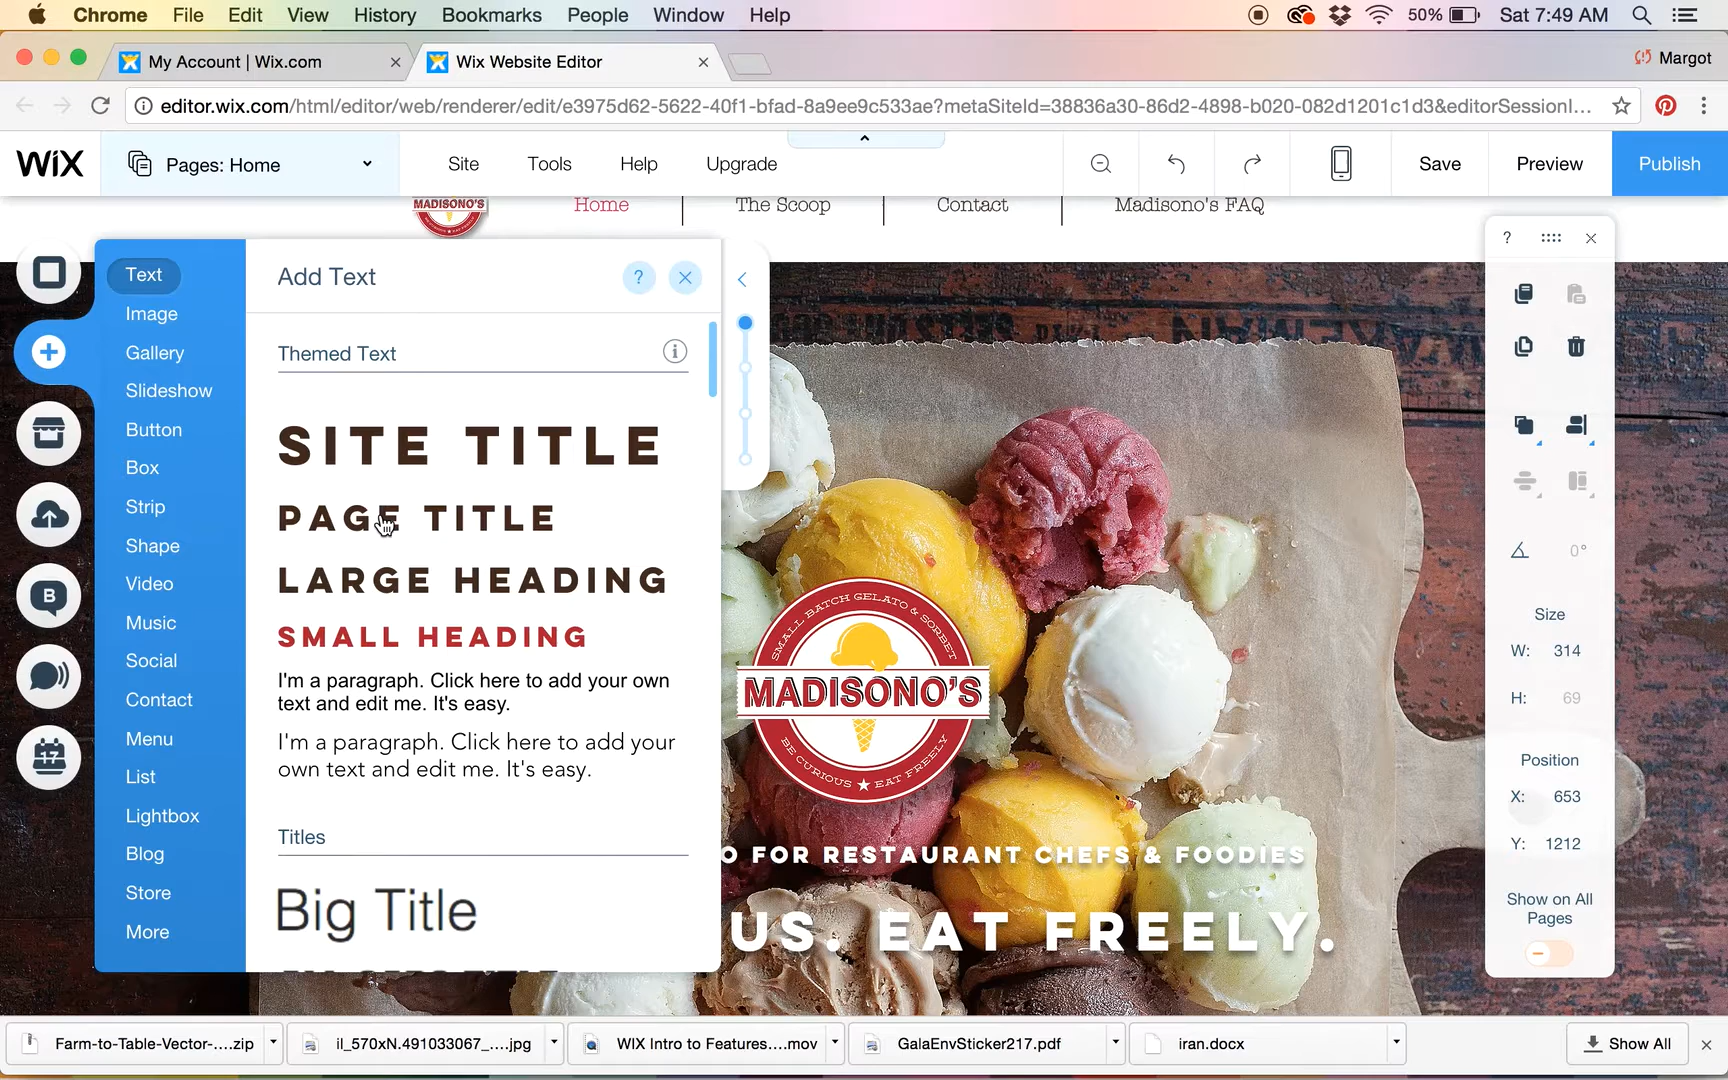 Chrome File Edit View History Bookmarks People Window Help 50% Sat 7:49 AM
My Account | Wix.com
Wix Website Editor
Margot
editor.wix.com/html/editor/web/renderer/edit/e3975d62-5622-40f1-bfad-8a9ee9c533ae?metaSiteId=38836a30-86d2-4898-b020-082d1201c1d3&editorSessionI...
WiX
Pages: Home
Site Tools Help Upgrade
Save
Preview
Publish
MADISONO'S
Home
The Scoop
Contact
Madisono's FAQ
Text
Image
Gallery
Slideshow
Button
Box
Strip
Shape
Video
Music
Social
Contact
Menu
List
Lightbox
Blog
Store
More
B
17
Add Text
?
Themed Text
SITE TITLE
PAGE TITLE
LARGE HEADING
SMALL HEADING
I'm a paragraph. Click here to add your own
text and edit me. It's easy.
I'm a paragraph. Click here to add your
own text and edit me. It's easy.
Titles
Big Title
SMALL BATCH GELATO & SORBET
MADISONO'S
BE CURIOUS ★ EAT FREELY
O FOR RESTAURANT CHEFS & FOODIES
US. EAT FREELY.
?
0°
Size
W: 314
H: 69
Position
X: 653
Y: 1212
Show on All
Pages
Farm-to-Table-Vector-....zip
il_570xN.491033067_....jpg
WIX Intro to Features....mov
GalaEnvSticker217.pdf
iran.docx
Show All